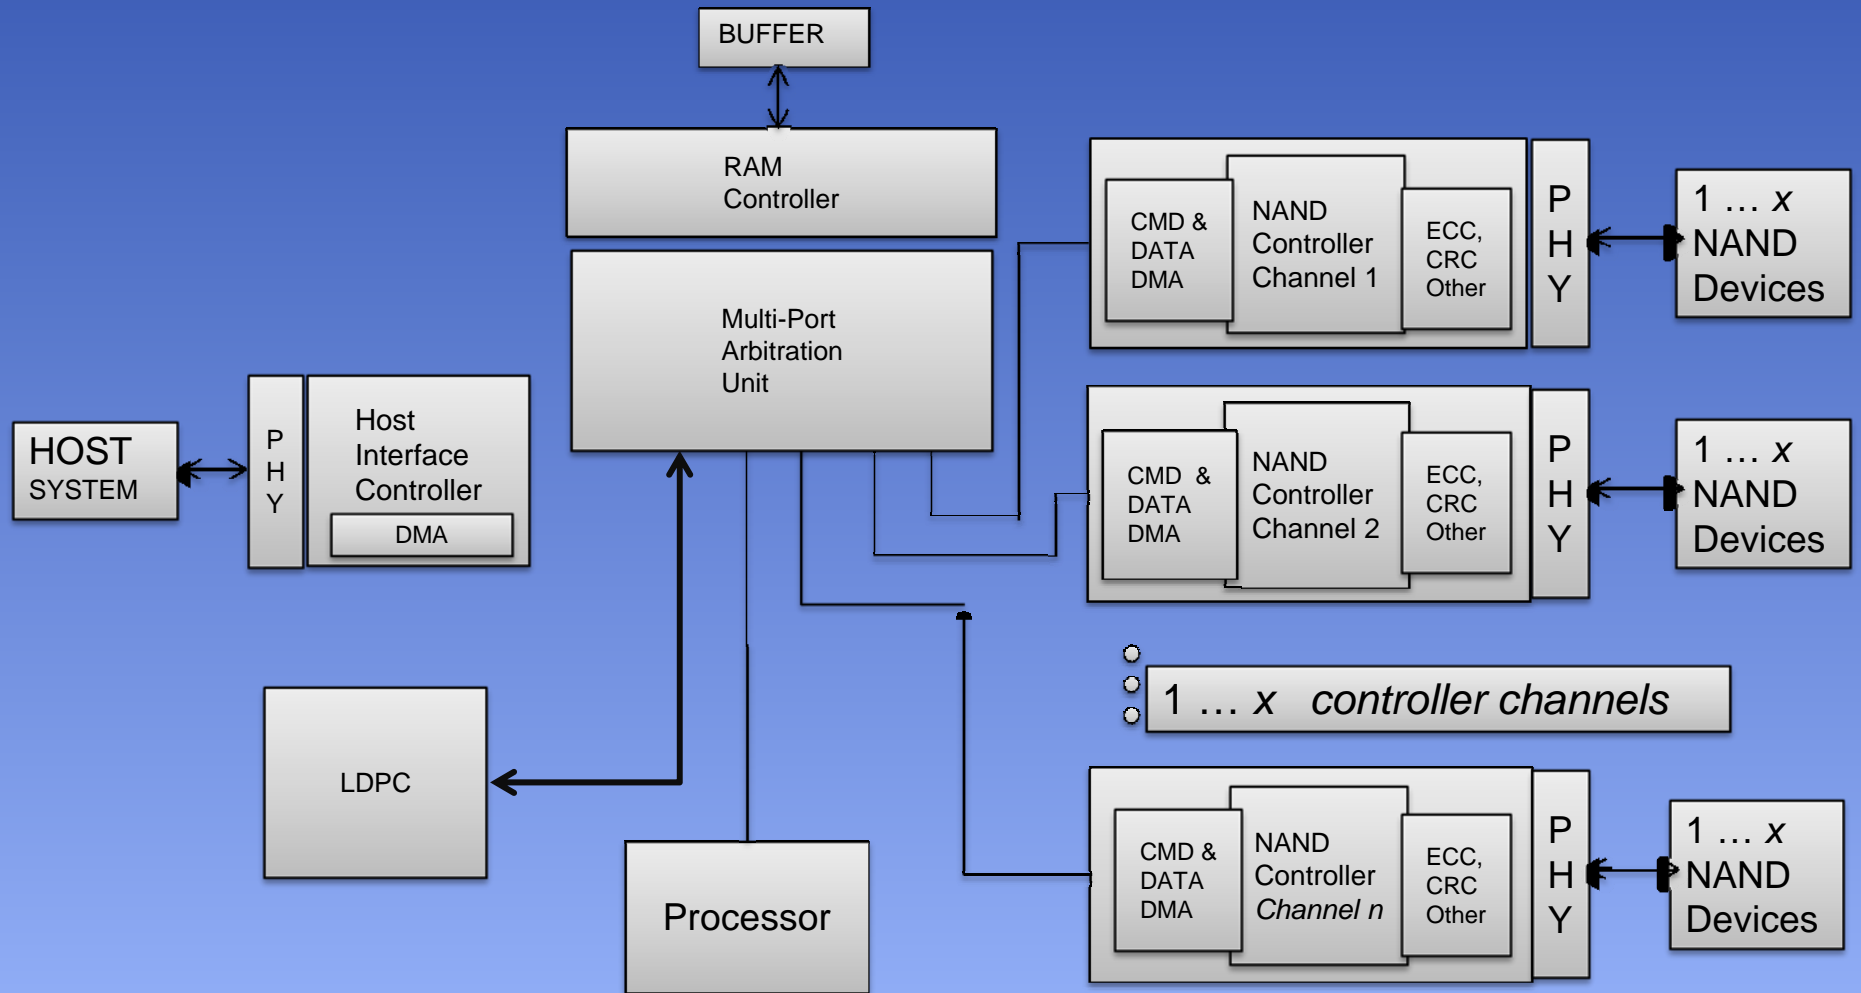 BUFFER
RAM
Controller
Multi-Port
Arbitration
Unit
HOST
SYSTEM
P
H
Y
Host
Interface
Controller
DMA
LDPC
Processor
CMD &
DATA
DMA
NAND
Controller
Channel 1
ECC,
CRC
Other
P
H
Y
1 … x
NAND
Devices
CMD &
DATA
DMA
NAND
Controller
Channel 2
ECC,
CRC
Other
P
H
Y
1 … x
NAND
Devices
1 … x controller channels
CMD &
DATA
DMA
NAND
Controller
Channel n
ECC,
CRC
Other
P
H
Y
1 … x
NAND
Devices